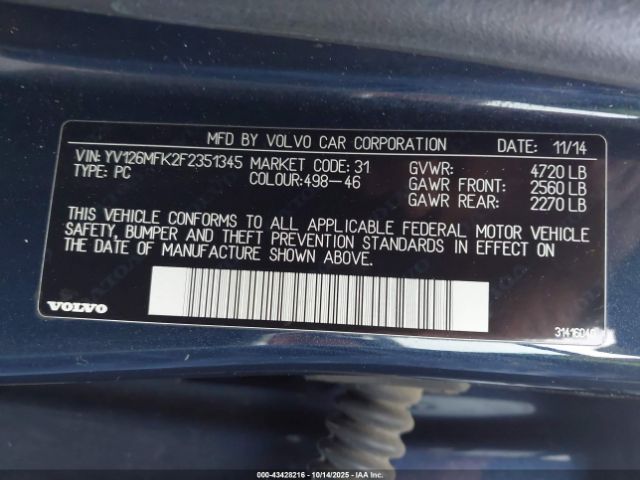 MFD BY VOLVO CAR CORPORATION DATE: 11/14
VIN: YV126MFK2F2351345 MARKET CODE: 31 GVWR: 4720 LB
TYPE: PC COLOUR:498-46 GAWR FRONT: 2560 LB
GAWR REAR: 2270 LB
THIS VEHICLE CONFORMS TO ALL APPLICABLE FEDERAL MOTOR VEHICLE
SAFETY, BUMPER AND THEFT PREVENTION STANDARDS IN EFFECT ON
THE DATE OF MANUFACTURE SHOWN ABOVE.
VOLVO
000-43428216 - 10/14/2025 - IAAI.COM